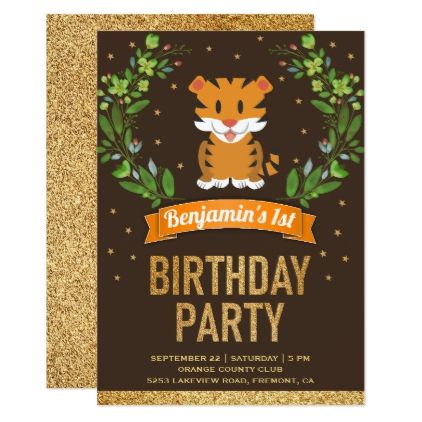 Benjamin's 1st
BIRTHDAY
PARTY
SEPTEMBER 22 | SATURDAY | 5 PM
ORANGE COUNTY CLUB
5253 LAKEVIEW ROAD, FREMONT, CA